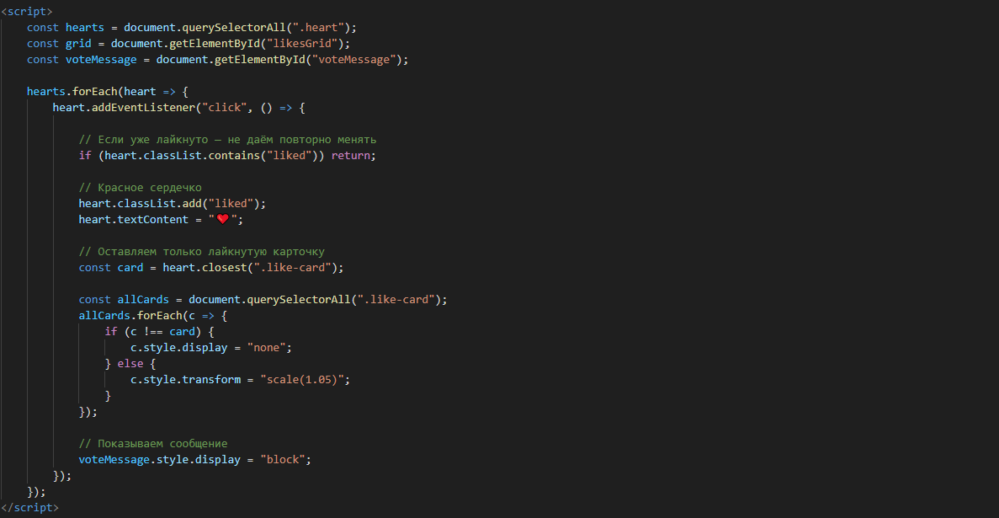 <script>
const hearts = document.querySelectorAll(".heart");
const grid = document.getElementById("likesGrid");
const voteMessage = document.getElementById("voteMessage");
hearts.forEach(heart => {
heart.addEventListener("click", () => {
// Если уже лайкнуто — не даём повторно менять
if (heart.classList.contains("liked")) return;
// Красное сердечко
heart.classList.add("liked");
heart.textContent = "❤️";
// Оставляем только лайкнутую карточку
const card = heart.closest(".like-card");
const allCards = document.querySelectorAll(".like-card");
allCards.forEach(c => {
if (c !== card) {
c.style.display = "none";
} else {
c.style.transform = "scale(1.05)";
}
});
// Показываем сообщение
voteMessage.style.display = "block";
});
});
</script>